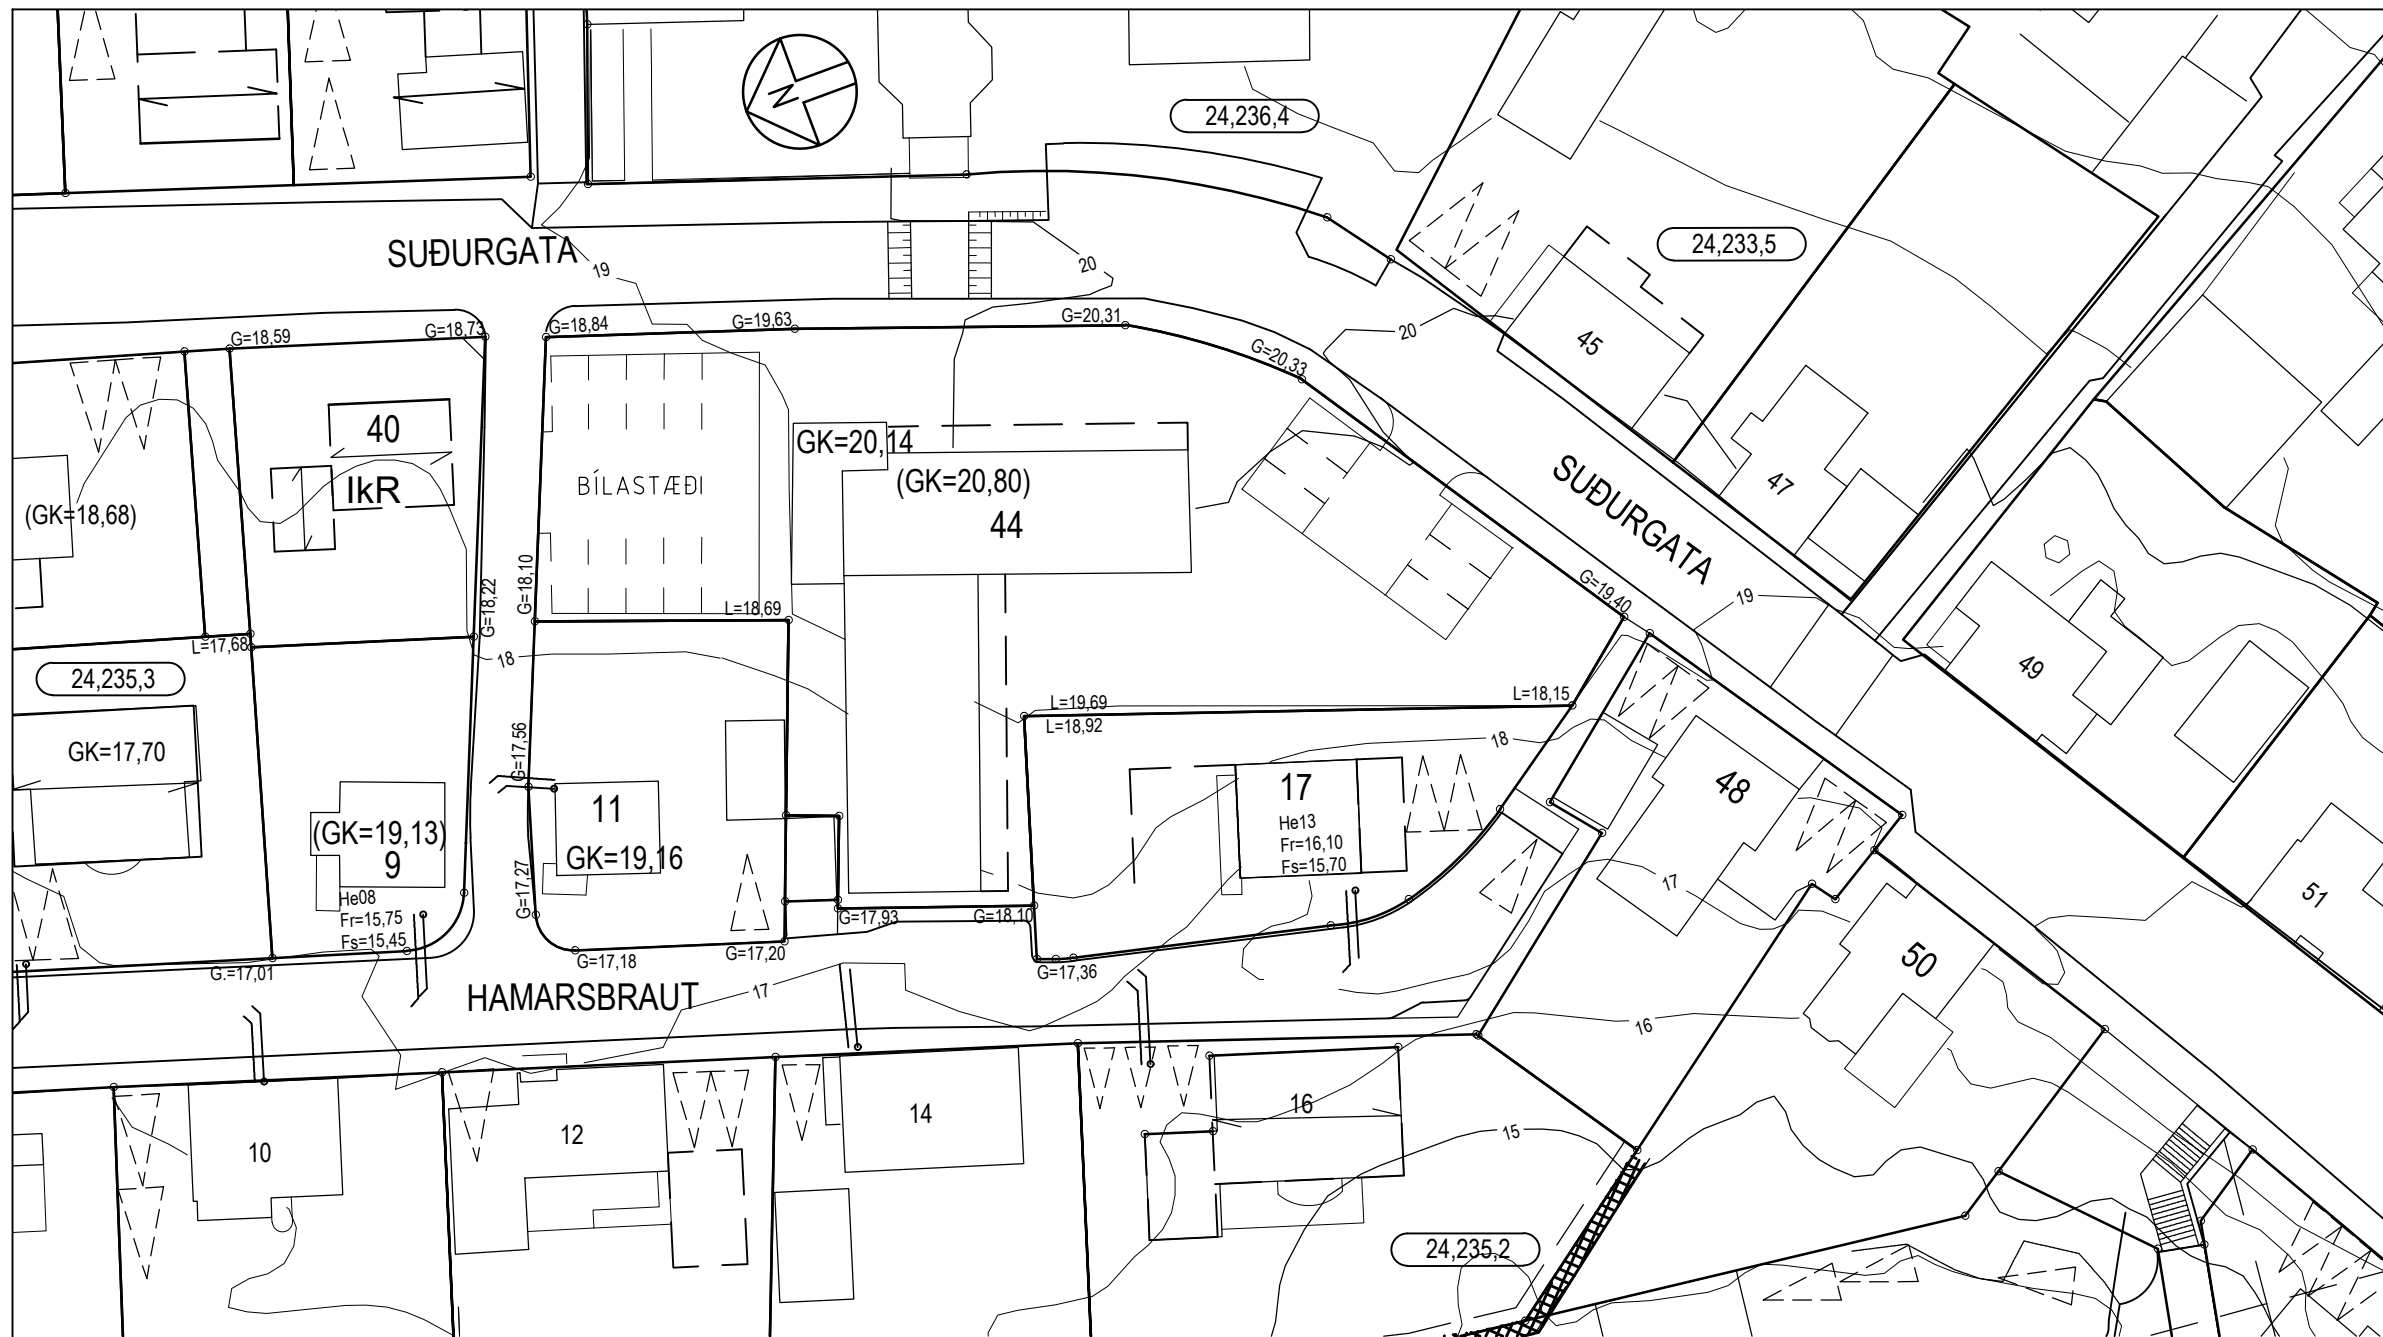 N
24,236,4
SUÐURGATA
19
20
24,233,5
G=18,59
G=18,73
G=18,84
G=19,63
G=20,31
G=20,33
20
45
40
IkR
(GK=18,68)
BÍLASTÆÐI
GK=20,14
(GK=20,80)
44
SUÐURGATA
47
G=18,22
G=18,10
L=18,69
G=19,40
19
49
L=17,68
18
24,235,3
L=19,69
L=18,92
L=18,15
18
GK=17,70
G=17,56
11
GK=19,16
17
He13
Fr=16,10
Fs=15,70
48
(GK=19,13)
9
He08
Fr=15,75
Fs=15,45
G=17,27
17
51
G=17,93
G=18,10
G.=17,01
G=17,18
G=17,20
G=17,36
50
HAMARSBRAUT
17
16
10
12
14
16
15
24,235,2